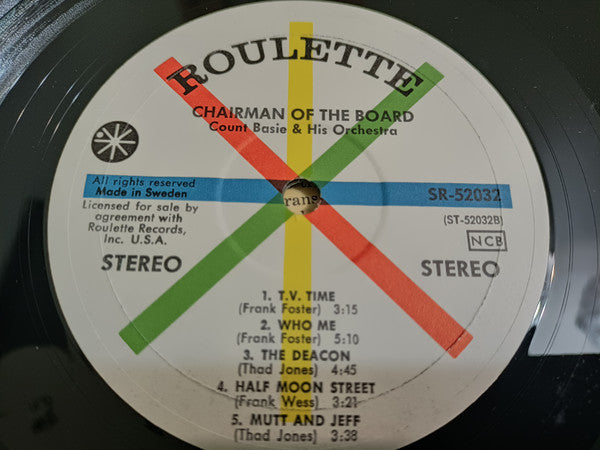 ROULETTE
CHAIRMAN OF THE BOARD
Count Basie & His Orchestra
All rights reserved
Made in Sweden
SR-52032
Licensed for sale by
agreement with
Roulette Records,
Inc. U.S.A.
(ST-52032B)
NCB
STEREO
STEREO
rans
1. T.V. TIME
(Frank Foster) 3:15
2. WHO ME
(Frank Foster) 5:10
3. THE DEACON
(Thad Jones) 4:45
4. HALF MOON STREET
(Frank Wess) 3:21
5. MUTT AND JEFF
(Thad Jones) 3:38